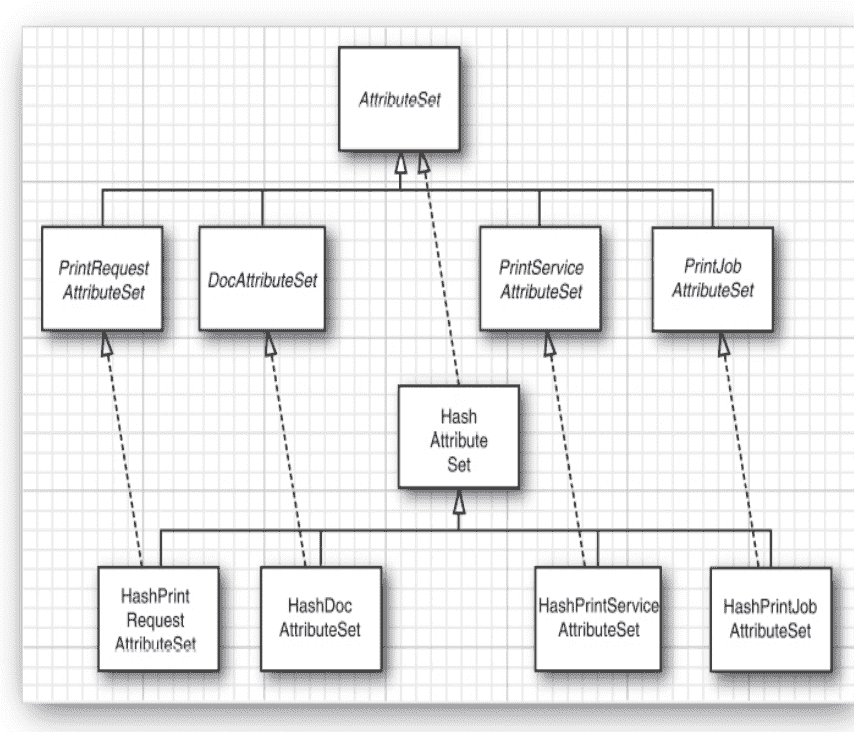 AttributeSet
PrintRequest
AttributeSet
DocAttributeSet
PrintService
AttributeSet
PrintJob
AttributeSet
Hash
Attribute
Set
HashPrint
Request
AttributeSet
HashDoc
AttributeSet
HashPrintService
AttributeSet
HashPrintJob
AttributeSet